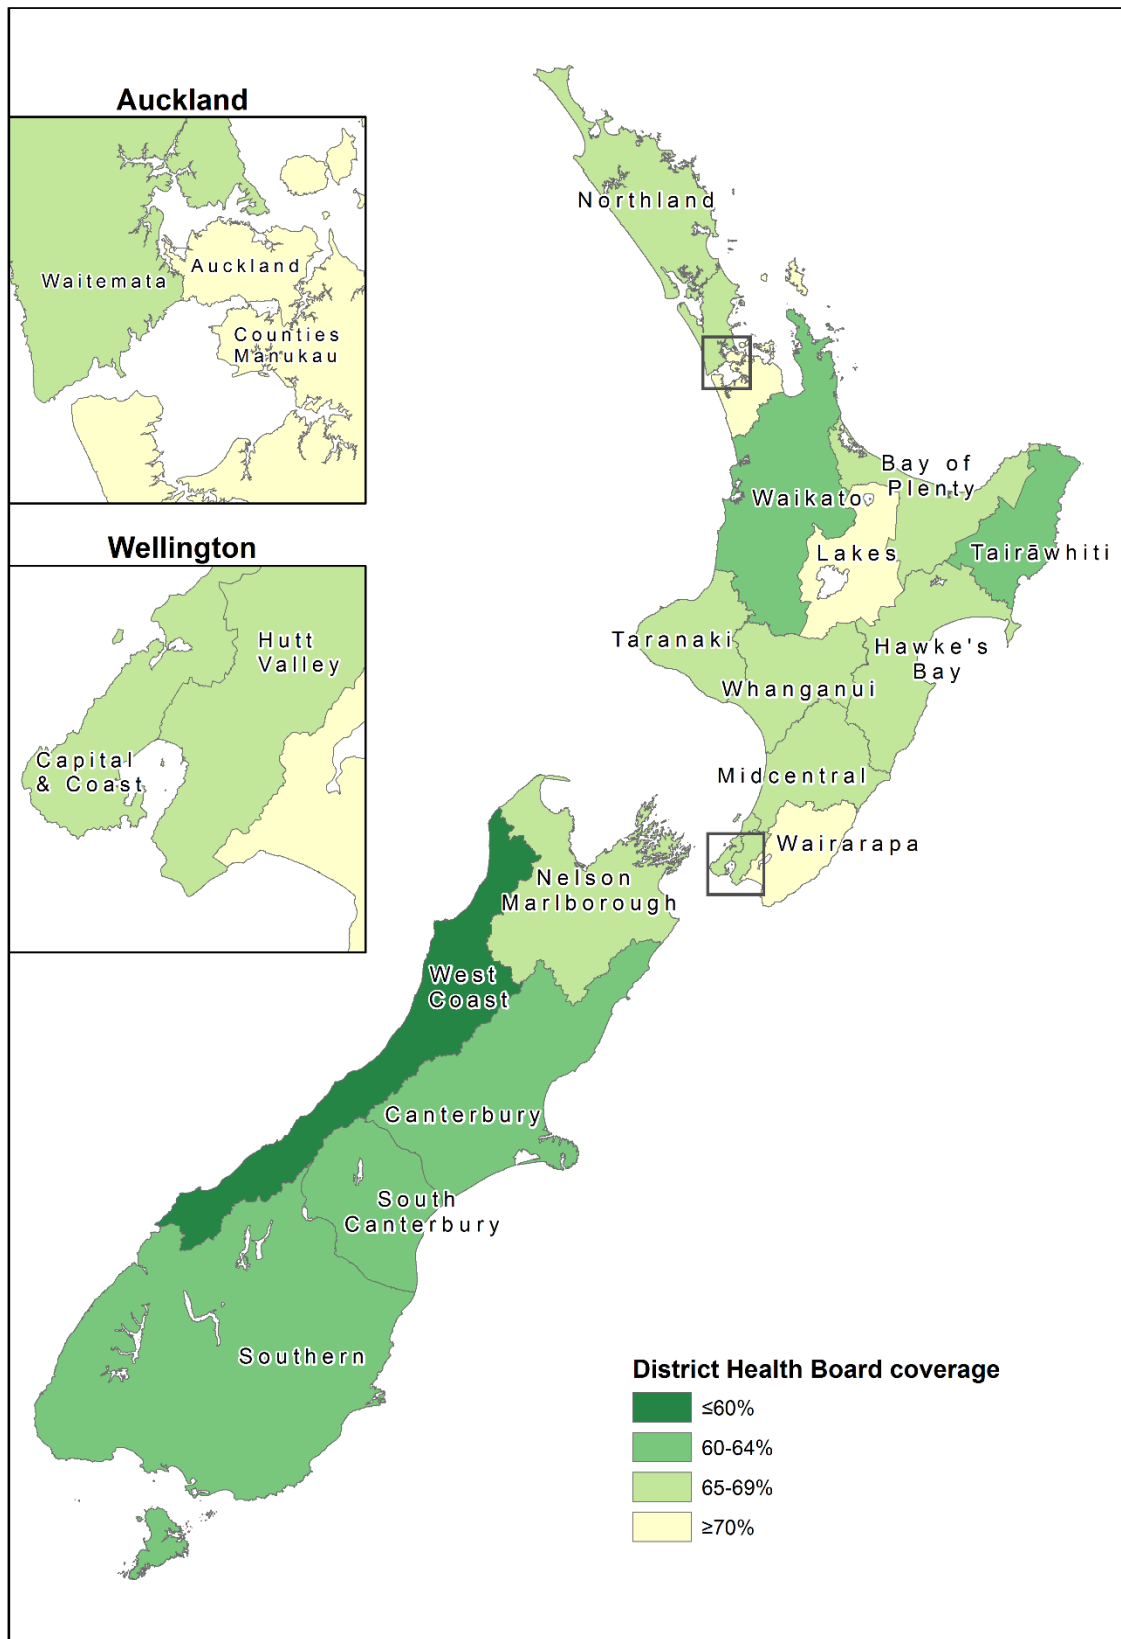 Auckland
Waitemata
Auckland
Counties
Manukau
Wellington
Hutt
Valley
Capital
& Coast
Northland
Bay of
Plenty
Waikato
Lakes
Tairāwhiti
Taranaki
Hawke's
Bay
Whanganui
Midcentral
Wairarapa
Nelson
Marlborough
West
Coast
Canterbury
South
Canterbury
Southern
District Health Board coverage
≤60%
60-64%
65-69%
≥70%